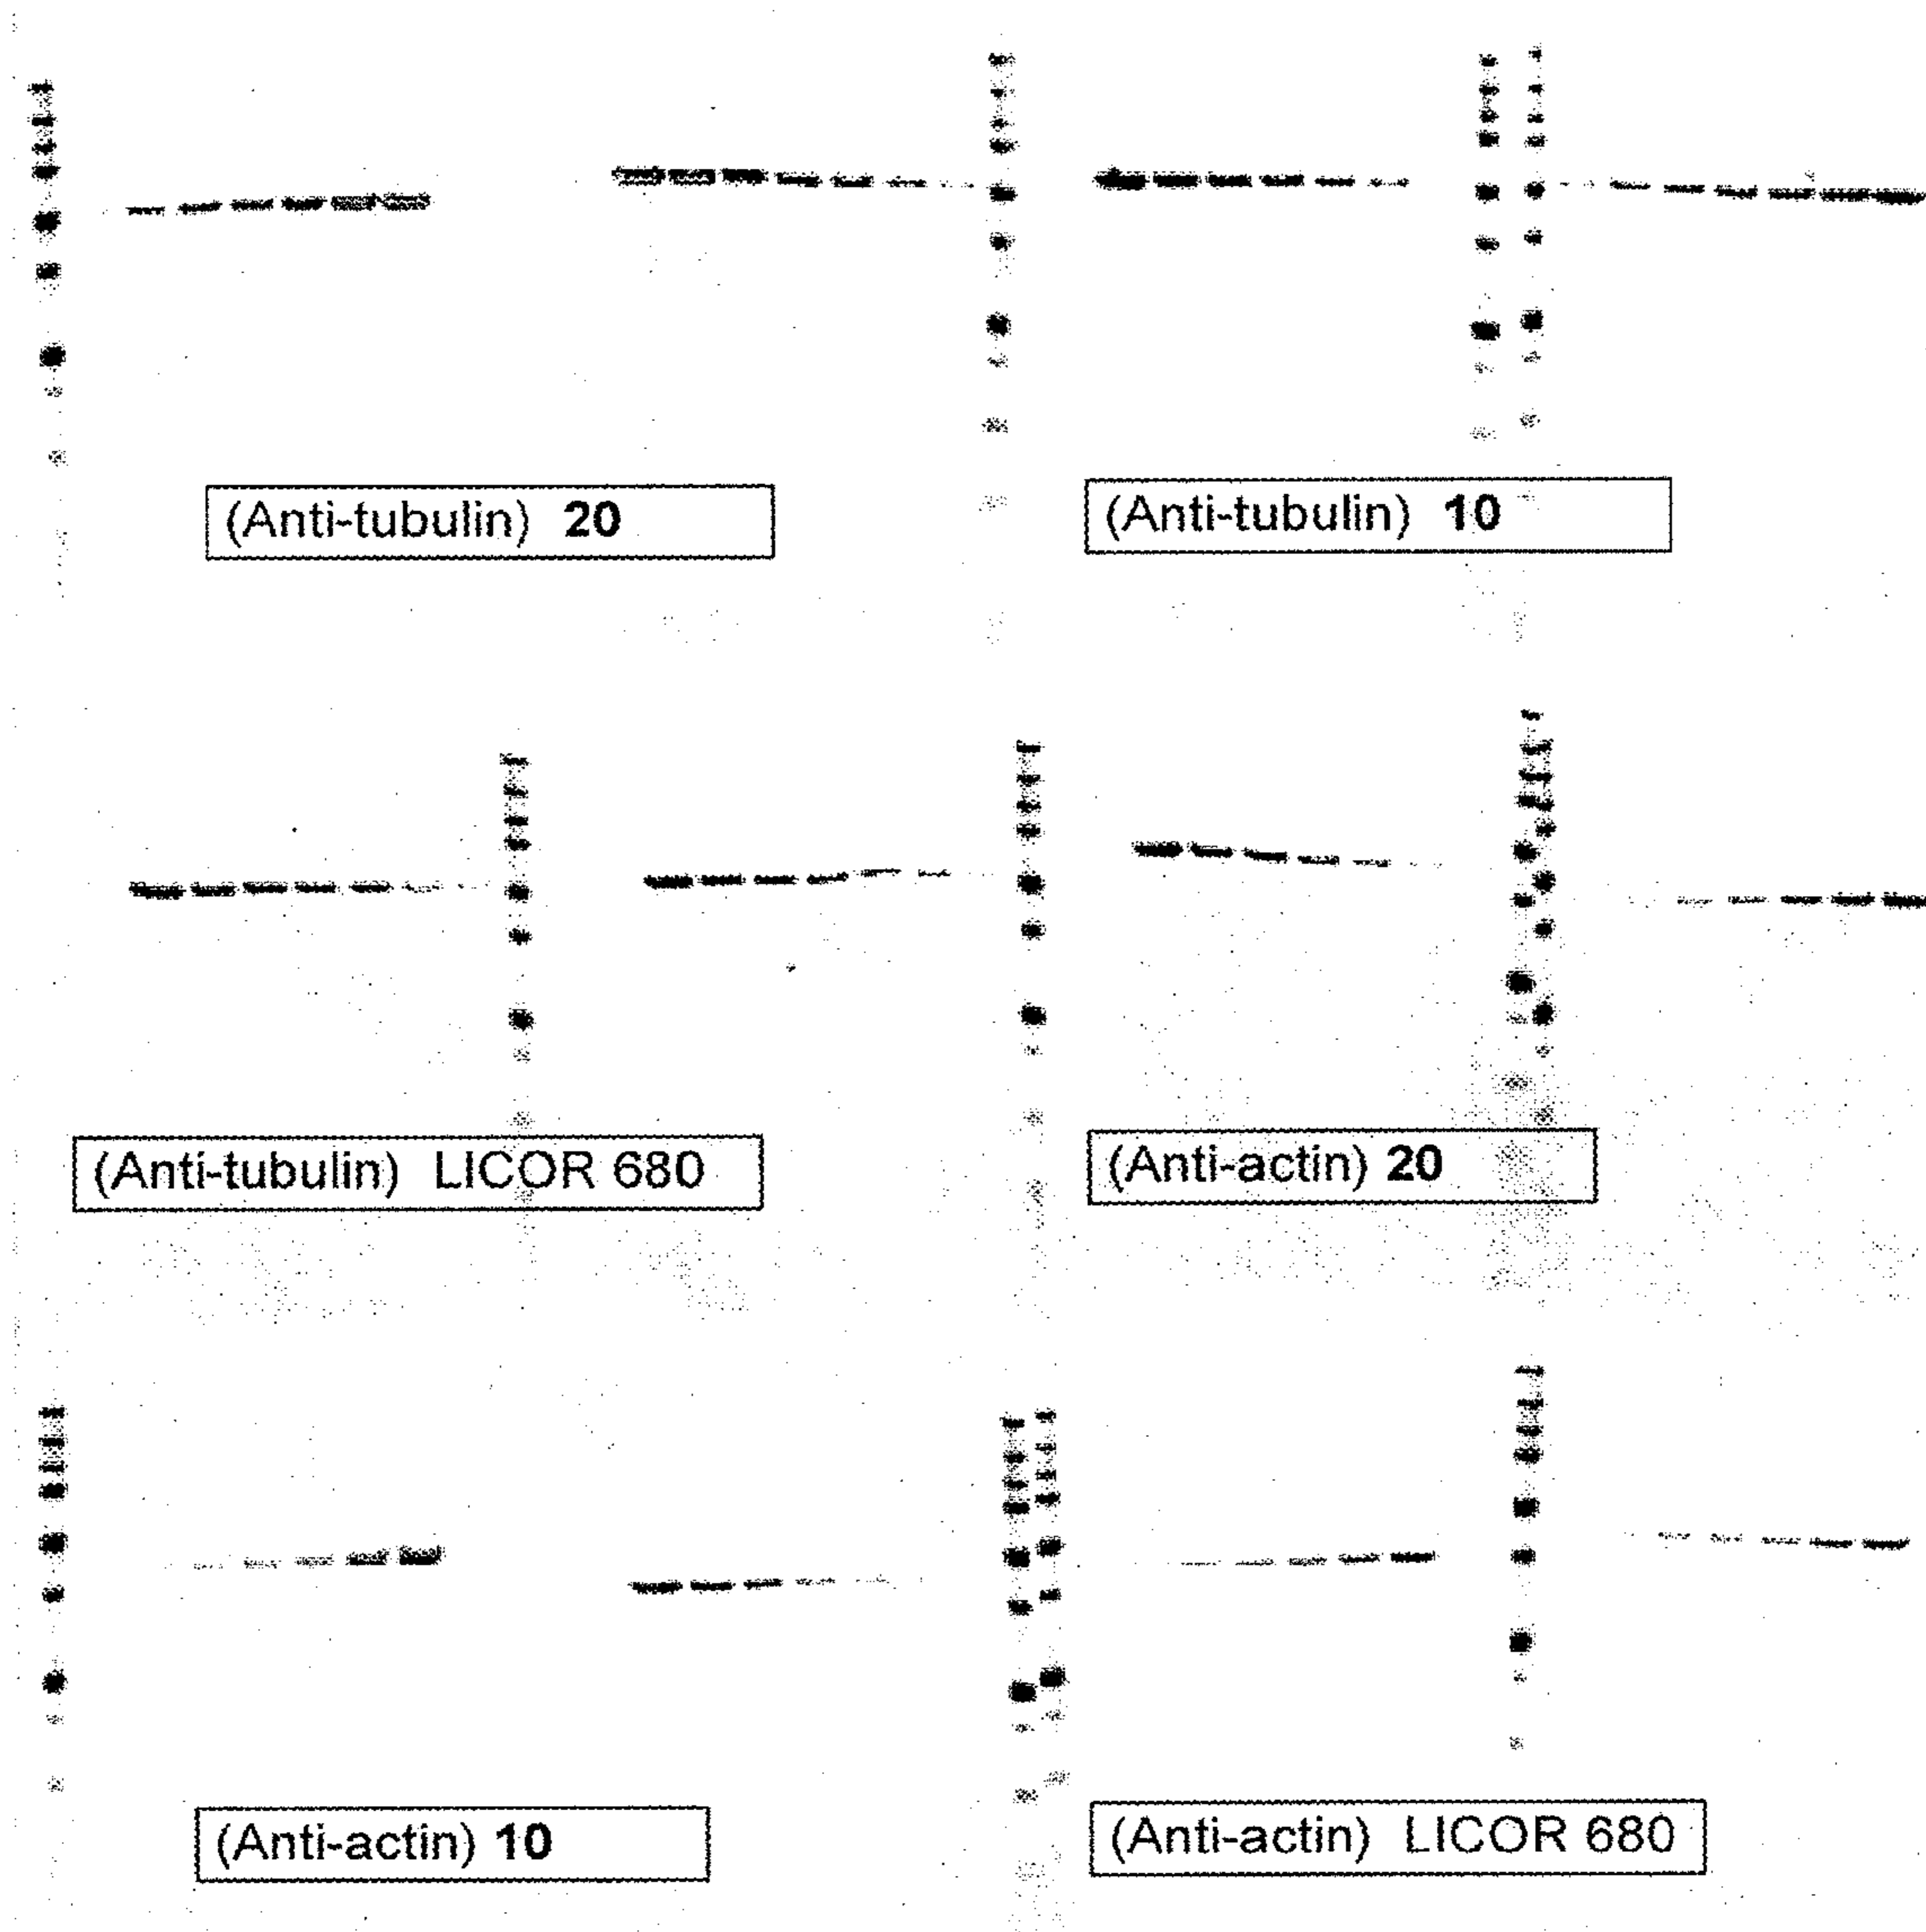 (Anti-tubulin) 20
(Anti-tubulin) 10
(Anti-tubulin) LICOR 680
(Anti-actin) 20
(Anti-actin) 10
(Anti-actin) LICOR 680